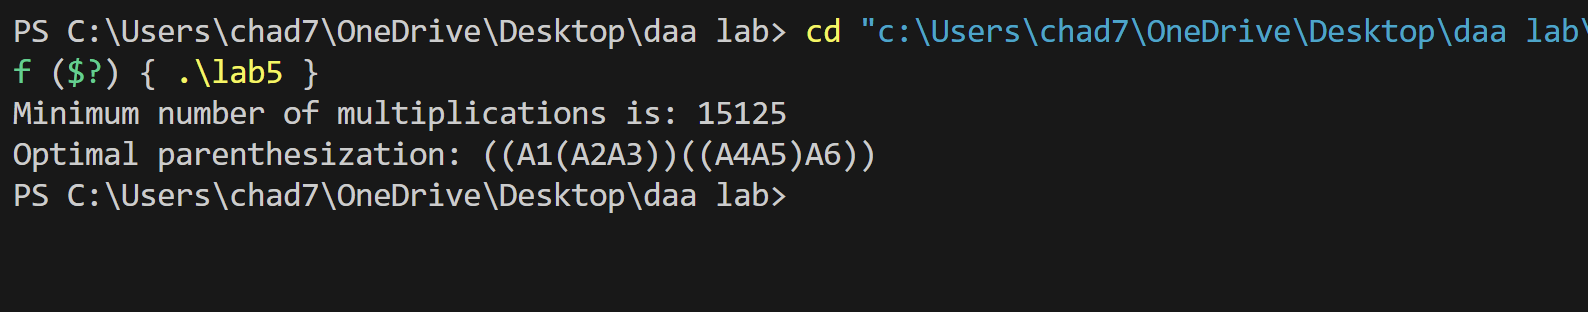 PS C:\Users\chad7\OneDrive\Desktop\daa lab> cd "c:\Users\chad7\OneDrive\Desktop\daa lab\
f ($?) { .\lab5 }
Minimum number of multiplications is: 15125
Optimal parenthesization: ((A1(A2A3))((A4A5)A6))
PS C:\Users\chad7\OneDrive\Desktop\daa lab>